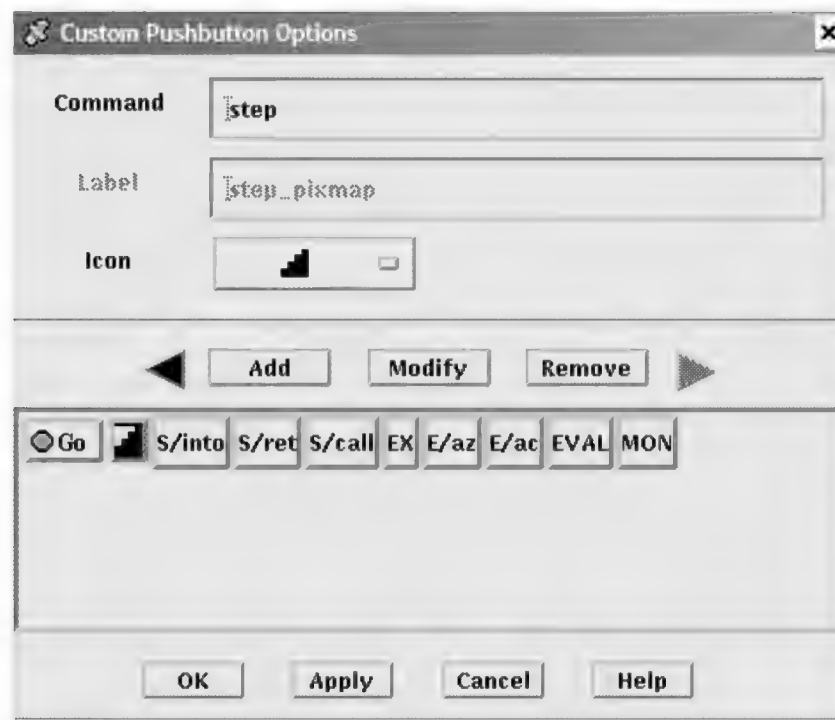 Custom Pushbutton Options
Command step
Label step_pixmap
Icon
Add Modify Remove
Go S/into S/ret S/call EX E/az E/ac EVAL MON
OK Apply Cancel Help